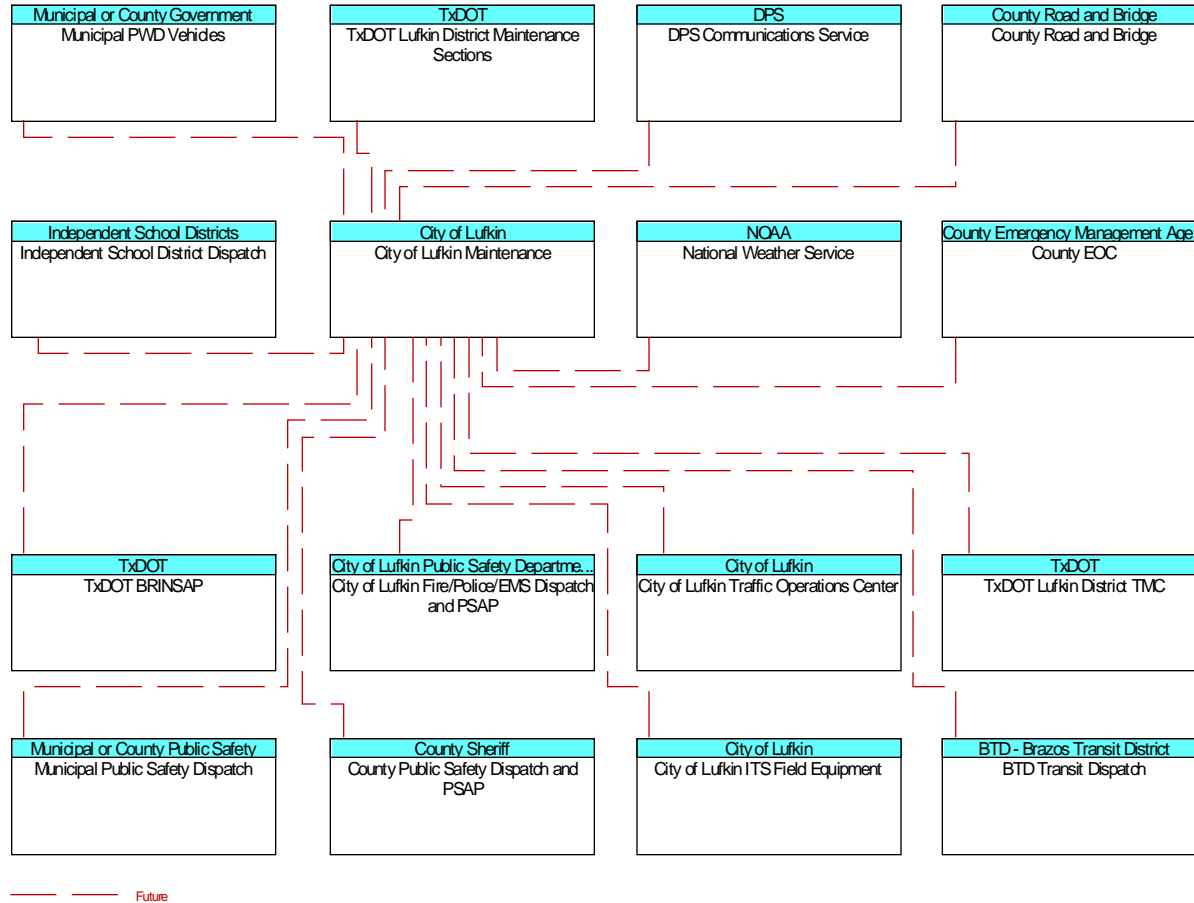 Municipal or County Government
Municipal PWD Vehicles
TxDOT
TxDOT Lufkin District Maintenance
Sections
DPS
DPS Communications Service
County Road and Bridge
County Road and Bridge
Independent School Districts
Independent School District Dispatch
City of Lufkin
City of Lufkin Maintenance
NOAA
National Weather Service
County Emergency Management Age
County EOC
TxDOT
TxDOT BRINSAP
City of Lufkin Public Safety Departme...
City of Lufkin Fire/Police/EMS Dispatch
and PSAP
City of Lufkin
City of Lufkin Traffic Operations Center
TxDOT
TxDOT Lufkin District TMC
Municipal or County Public Safety
Municipal Public Safety Dispatch
County Sheriff
County Public Safety Dispatch and
PSAP
City of Lufkin
City of Lufkin ITS Field Equipment
BTD - Brazos Transit District
BTD Transit Dispatch
Future